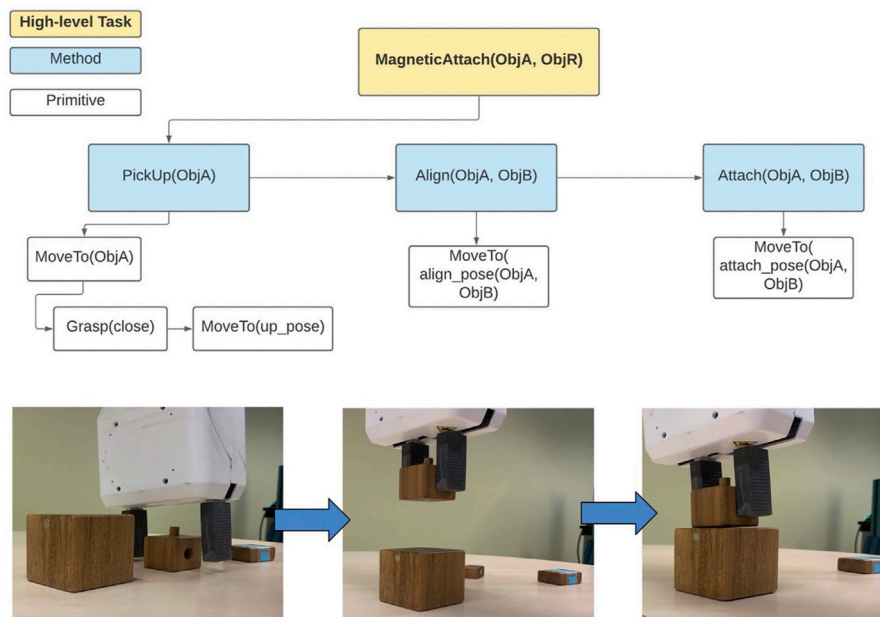 High-level Task
Method
Primitive
MagneticAttach(ObjA, ObjR)
PickUp(ObjA)
Align(ObjA, ObjB)
Attach(ObjA, ObjB)
MoveTo(ObjA)
MoveTo(
align_pose(ObjA,
ObjB)
MoveTo(
attach_pose(ObjA,
ObjB)
Grasp(close)
MoveTo(up_pose)